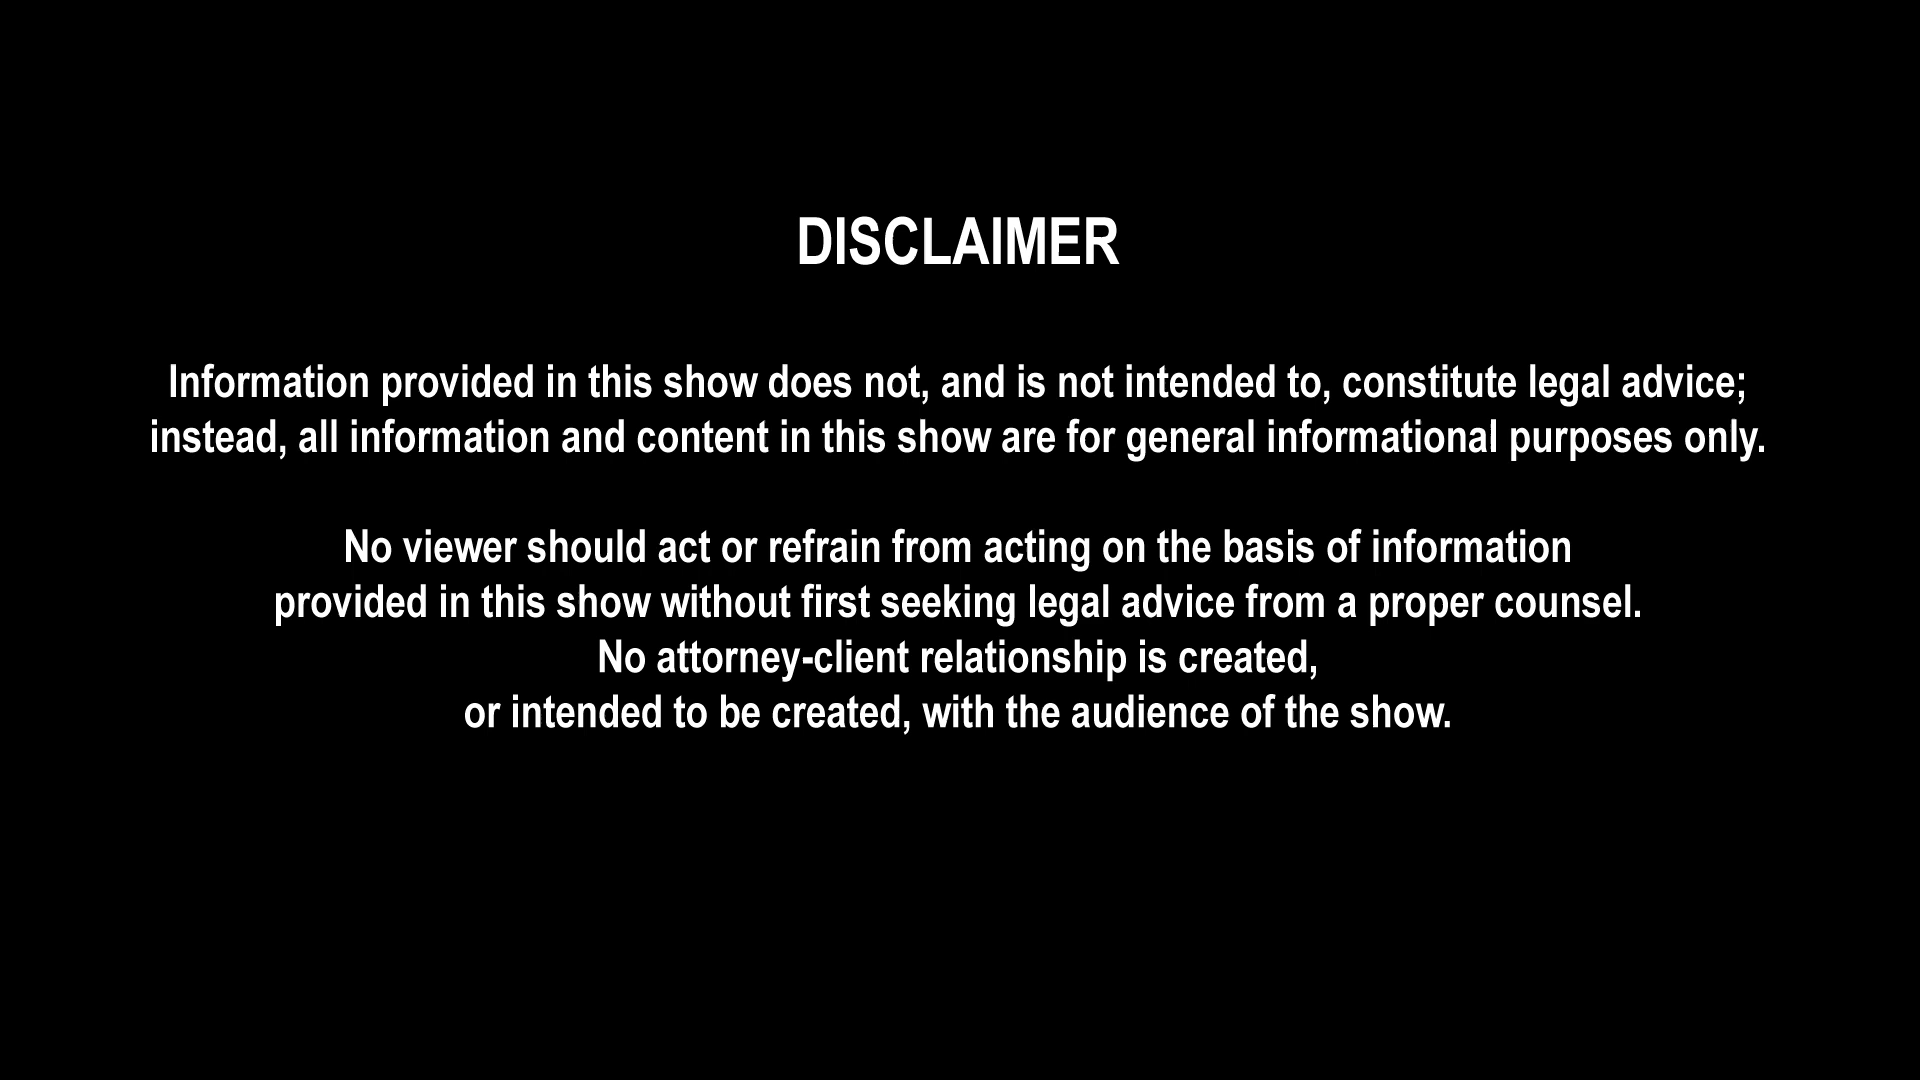 DISCLAIMER
Information provided in this show does not, and is not intended to, constitute legal advice;
instead, all information and content in this show are for general informational purposes only.
No viewer should act or refrain from acting on the basis of information
provided in this show without first seeking legal advice from a proper counsel.
No attorney-client relationship is created,
or intended to be created, with the audience of the show.